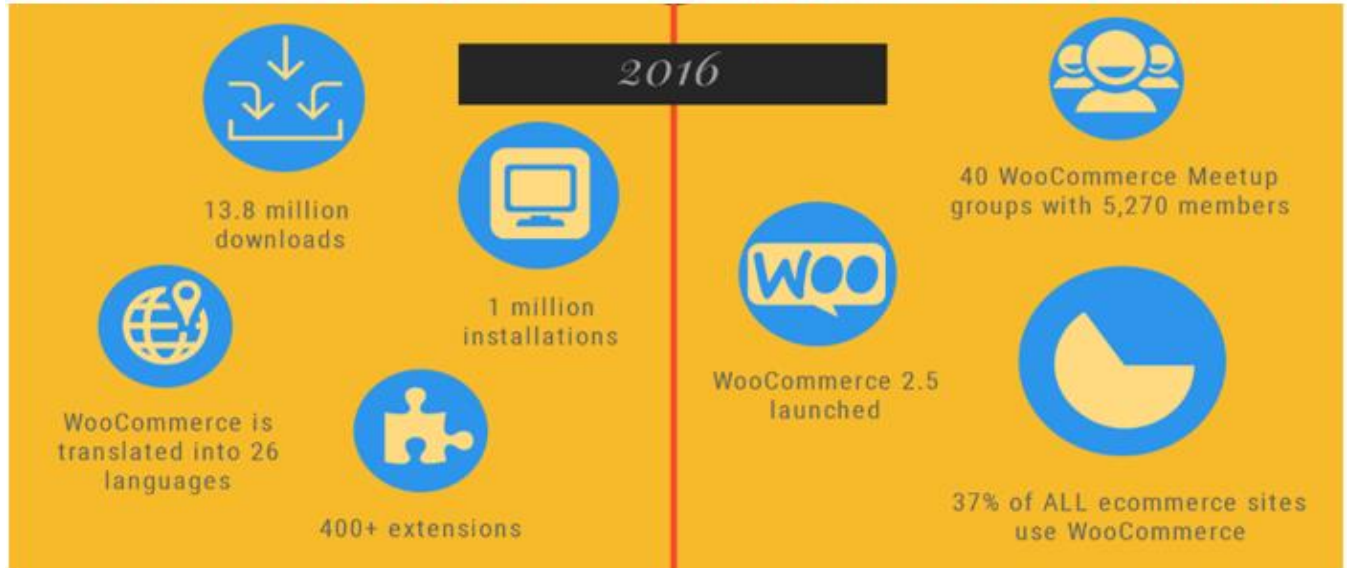 2016
13.8 million
downloads
1 million
installations
WooCommerce is
translated into 26
languages
400+ extensions
40 WooCommerce Meetup
groups with 5,270 members
Woo
WooCommerce 2.5
launched
37% of ALL ecommerce sites
use WooCommerce